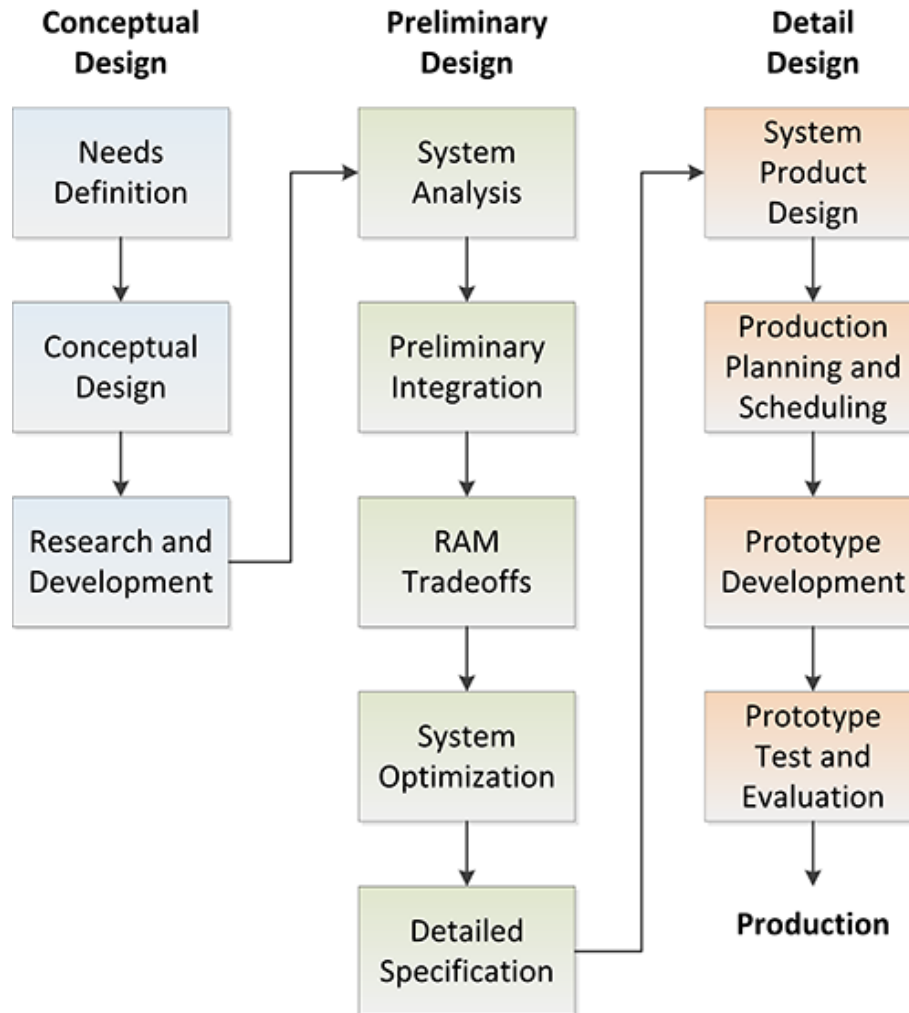 Conceptual
Design
Needs
Definition
Conceptual
Design
Research and
Development
Preliminary
Design
System
Analysis
Preliminary
Integration
RAM
Tradeoffs
System
Optimization
Detailed
Specification
Detail
Design
System
Product
Design
Production
Planning and
Scheduling
Prototype
Development
Prototype
Test and
Evaluation
Production